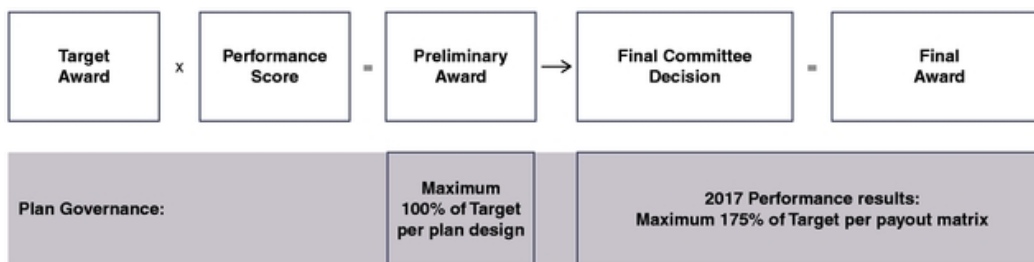 Target
Award
x
Performance
Score
=
Preliminary
Award
→
Final Committee
Decision
=
Final
Award
Plan Governance:
Maximum
100% of Target
per plan design
2017 Performance results:
Maximum 175% of Target per payout matrix